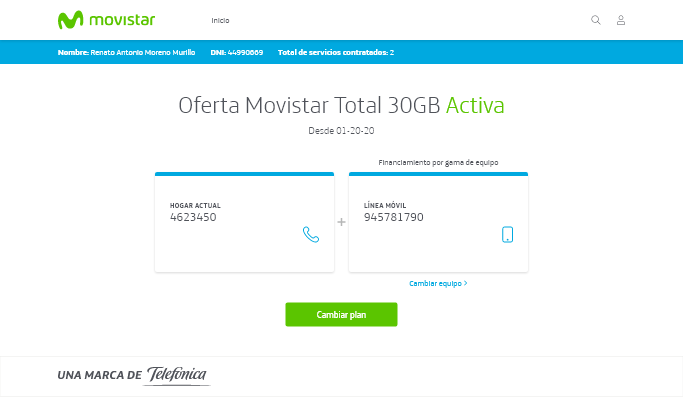 movistar
Inicio
Nombre: Renato Antonio Moreno Murillo DNI: 44990669 Total de servicios contratados: 2
Oferta Movistar Total 30GB Activa
Desde 01-20-20
Financiamiento por gama de equipo
HOGAR ACTUAL
4623450
+
LÍNEA MÓVIL
945781790
Cambiar equipo >
Cambiar plan
UNA MARCA DE Telefónica